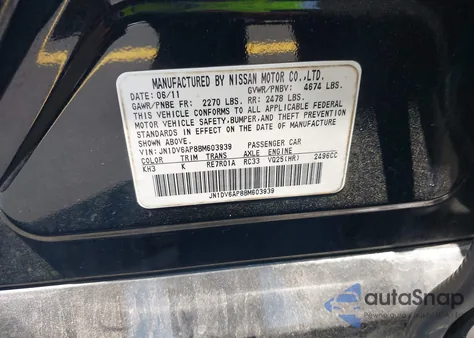 MANUFACTURED BY NISSAN MOTOR CO.,LTD.
DATE: 06/11 GVWR/PNBV: 4674 LBS.
GAWR/PNBE FR: 2270 LBS. RR: 2478 LBS.
THIS VEHICLE CONFORMS TO ALL APPLICABLE FEDERAL
MOTOR VEHICLE SAFETY,BUMPER,AND THEFT PREVENTION
STANDARDS IN EFFECT ON THE DATE OF MANUFACTURE
SHOWN ABOVE.
VIN: JN1DV6AP8BM603939 PASSENGER CAR
COLOR TRIM TRANS AXLE ENGINE
KH3 K RE7R01A RC33 VQ25(HR) 2496CC
JN1DV6AP8BM603939
autoSnap